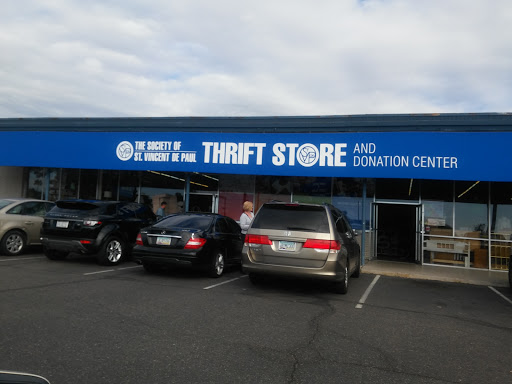 THE SOCIETY OF
ST. VINCENT DE PAUL
THRIFT STORE
AND
DONATION CENTER